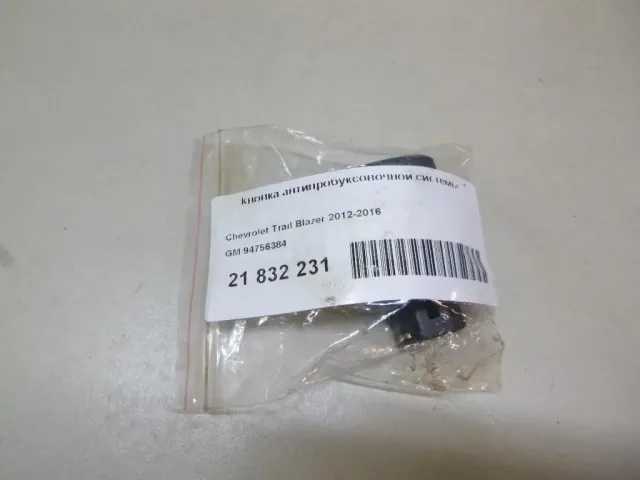 Кнопка антипробуксовочной системы
Chevrolet Trail Blazer 2012-2016
GM 94756384
21 832 231